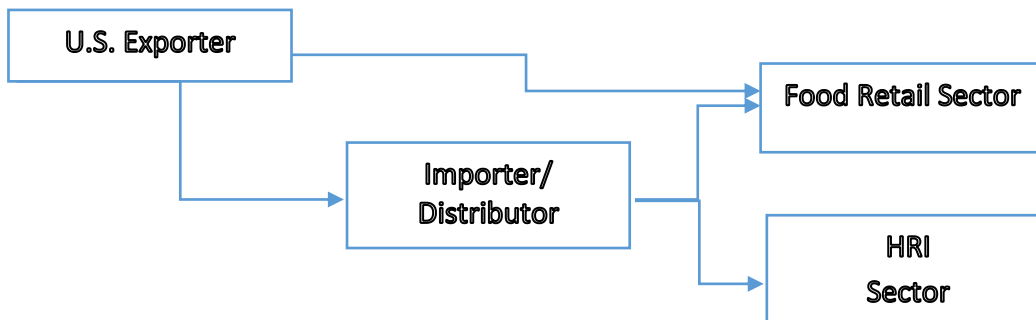 U.S. Exporter
Food Retail Sector
Importer/
Distributor
HRI
Sector